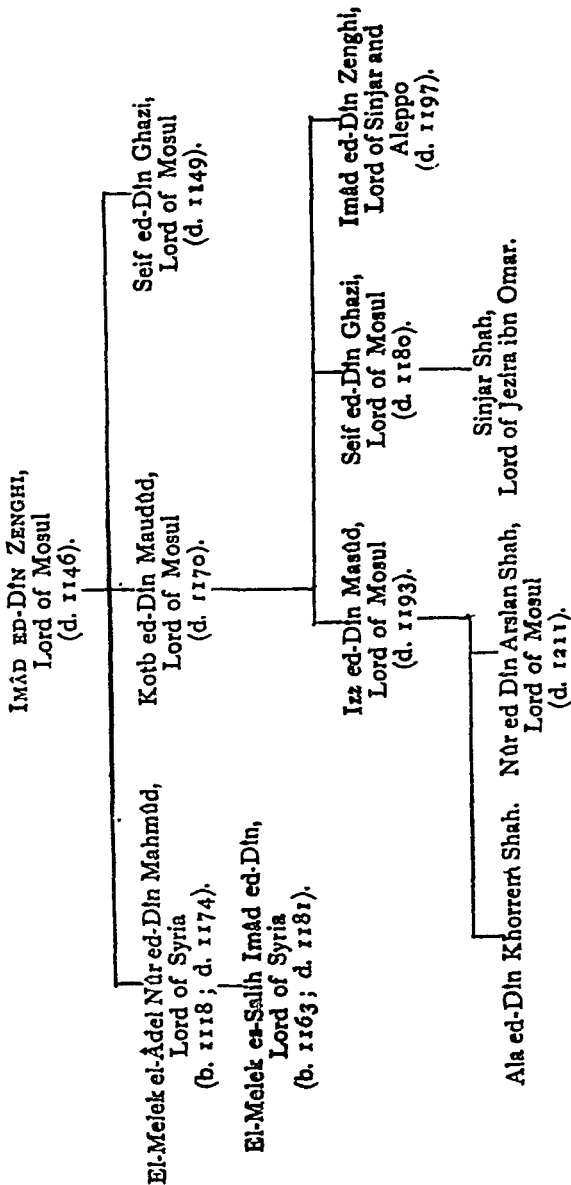 IMÂD ED-DÎN ZENGHI,
Lord of Mosul
(d. 1146).
El-Melek el-Âdel Nûr ed-Dîn Mahmûd,
Lord of Syria
(b. 1118 ; d. 1174).
Kotb ed-Dîn Maudûd,
Lord of Mosul
(d. 1170).
Seif ed-Dîn Ghazi,
Lord of Mosul
(d. 1149).
El-Melek es-Salih Imâd ed-Dîn,
Lord of Syria
(b. 1163 ; d. 1181).
Izz ed-Dîn Masûd,
Lord of Mosul
(d. 1193).
Seif ed-Dîn Ghazi,
Lord of Mosul
(d. 1180).
Imâd ed-Dîn Zenghi,
Lord of Sinjar and
Aleppo
(d. 1197).
Ala ed-Dîn Khorrem Shah.
Nûr ed Dîn Arslan Shah,
Lord of Mosul
(d. 1211).
Sinjar Shah,
Lord of Jezîra ibn Omar.